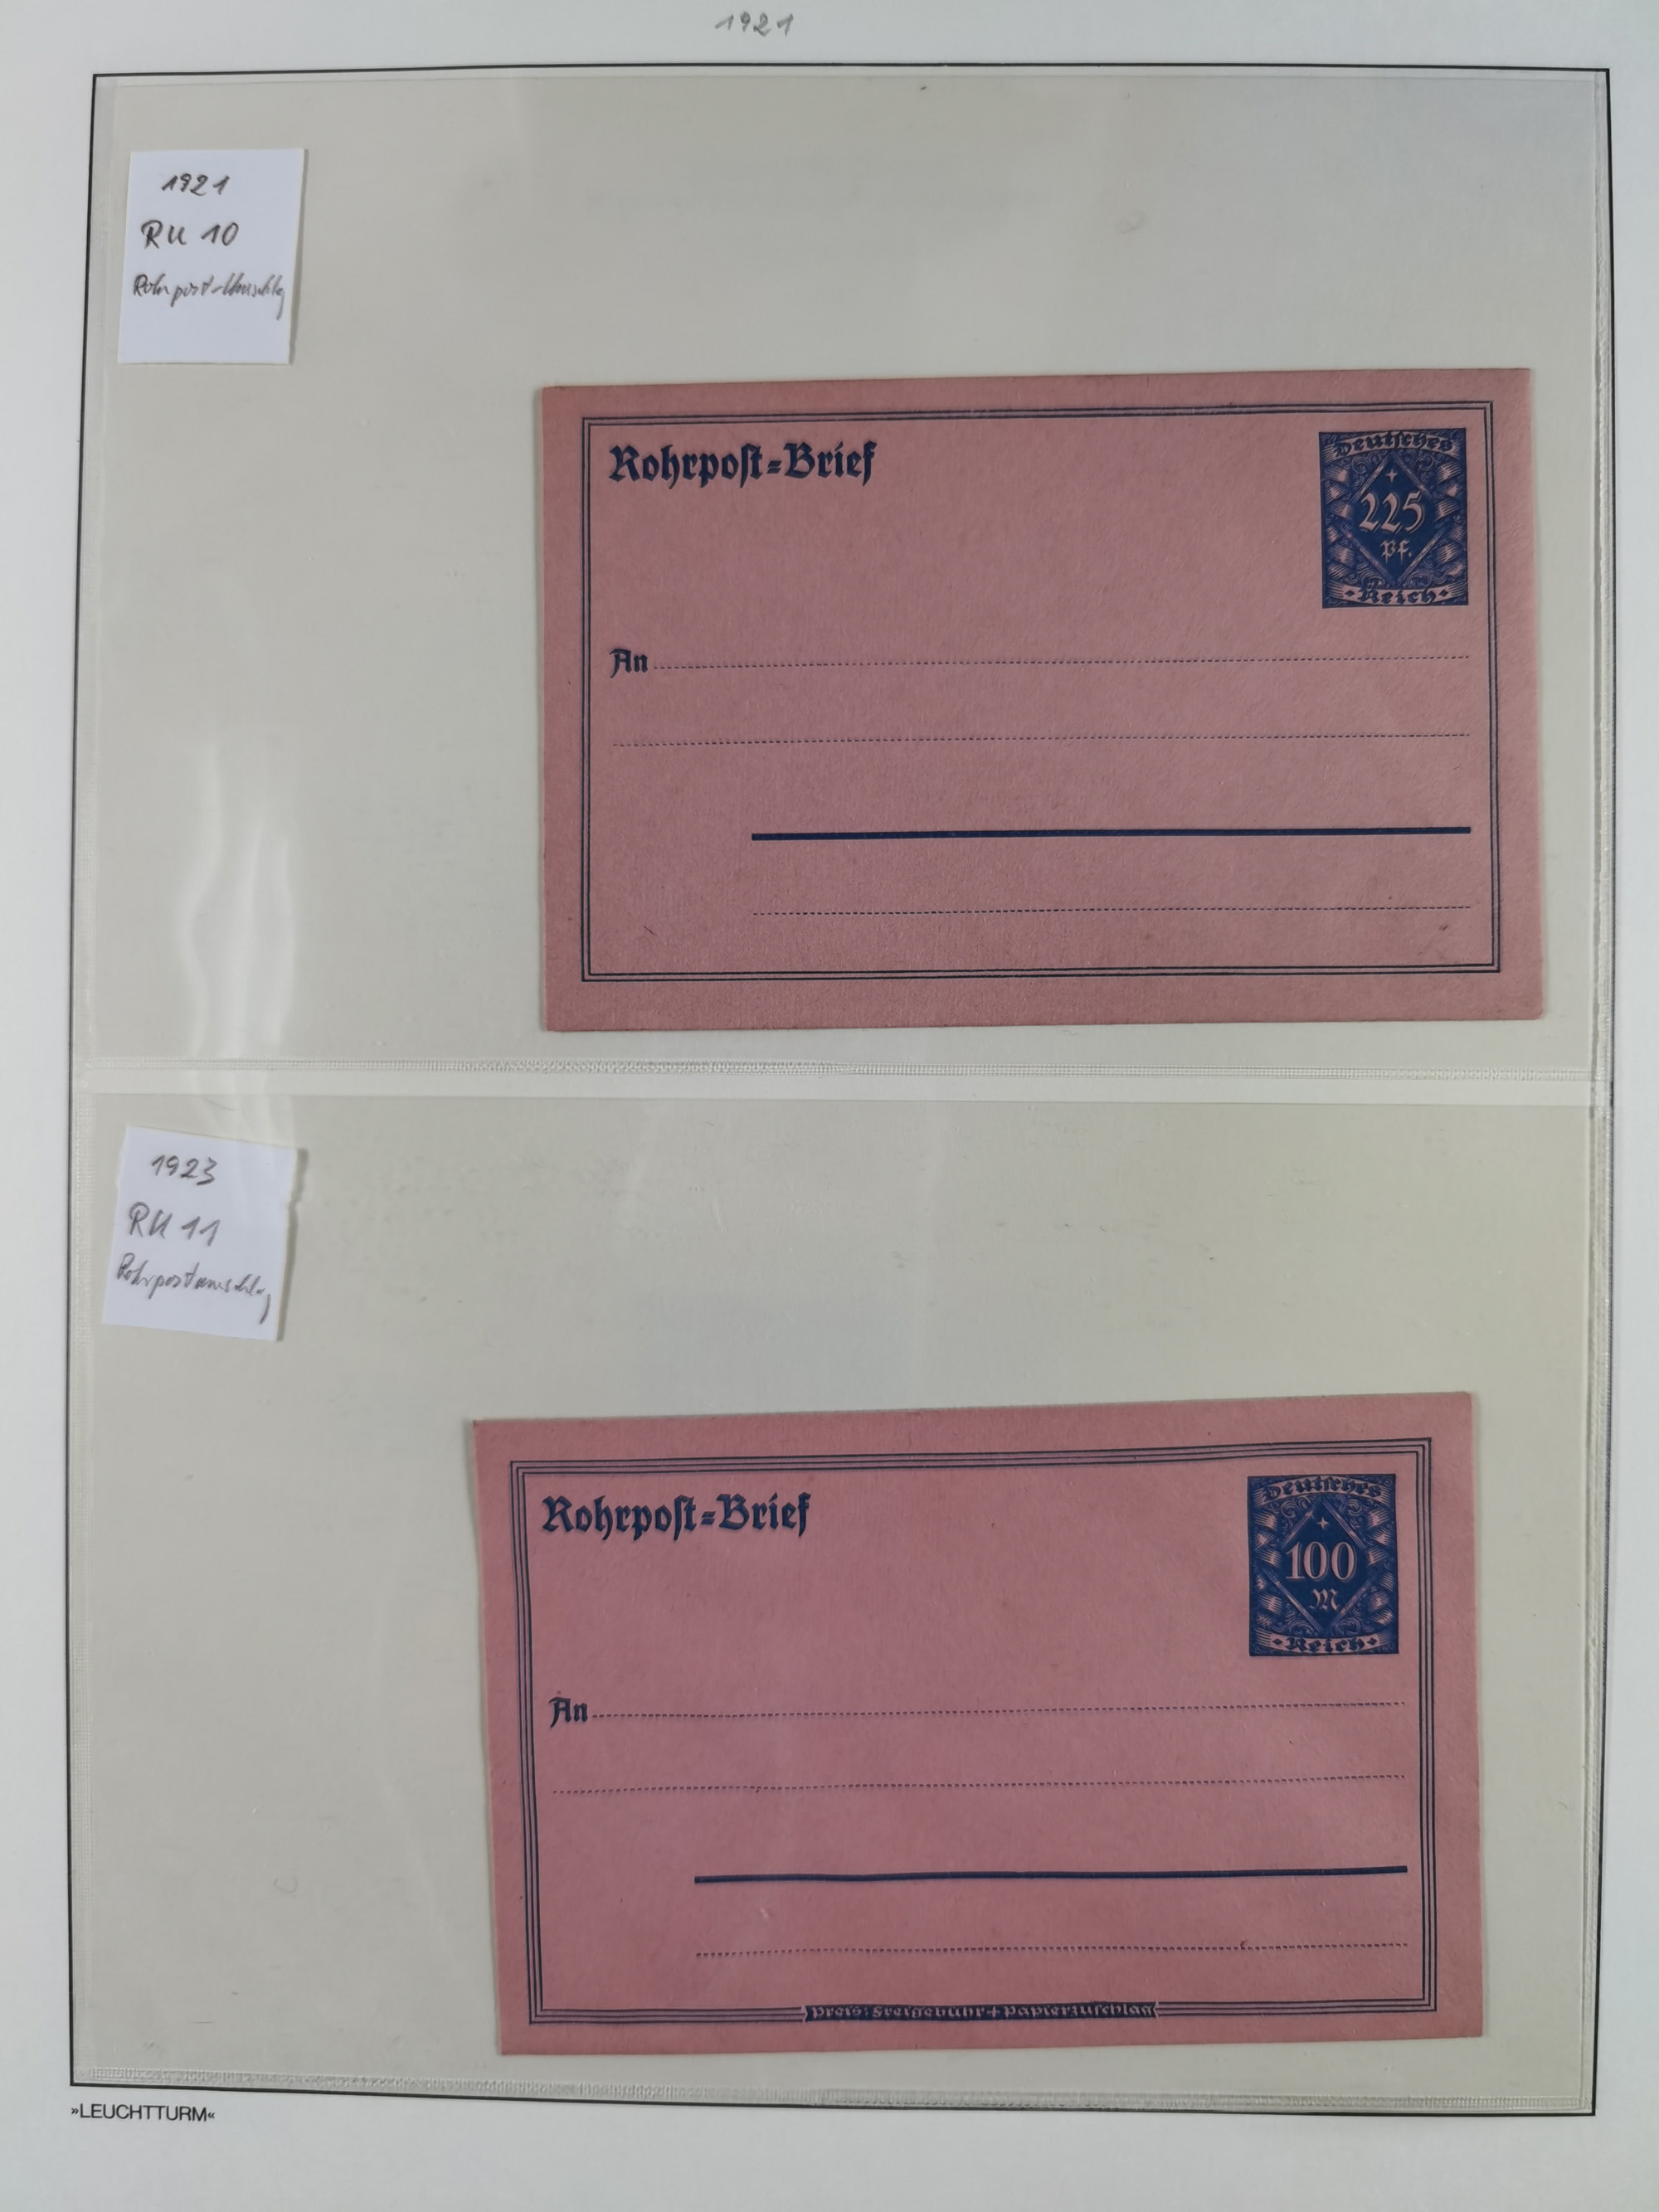 1921
1921
RU 10
Rohrpost-Umschlag
Rohrpost=Brief
Deutsches
225
Pf.
Reich
An
1923
RU 11
Rohrpostumschlag
Rohrpost=Brief
Deutsches
100
M
Reich
An
Preis: Freigebühr + Papierzuschlag
»LEUCHTTURM«